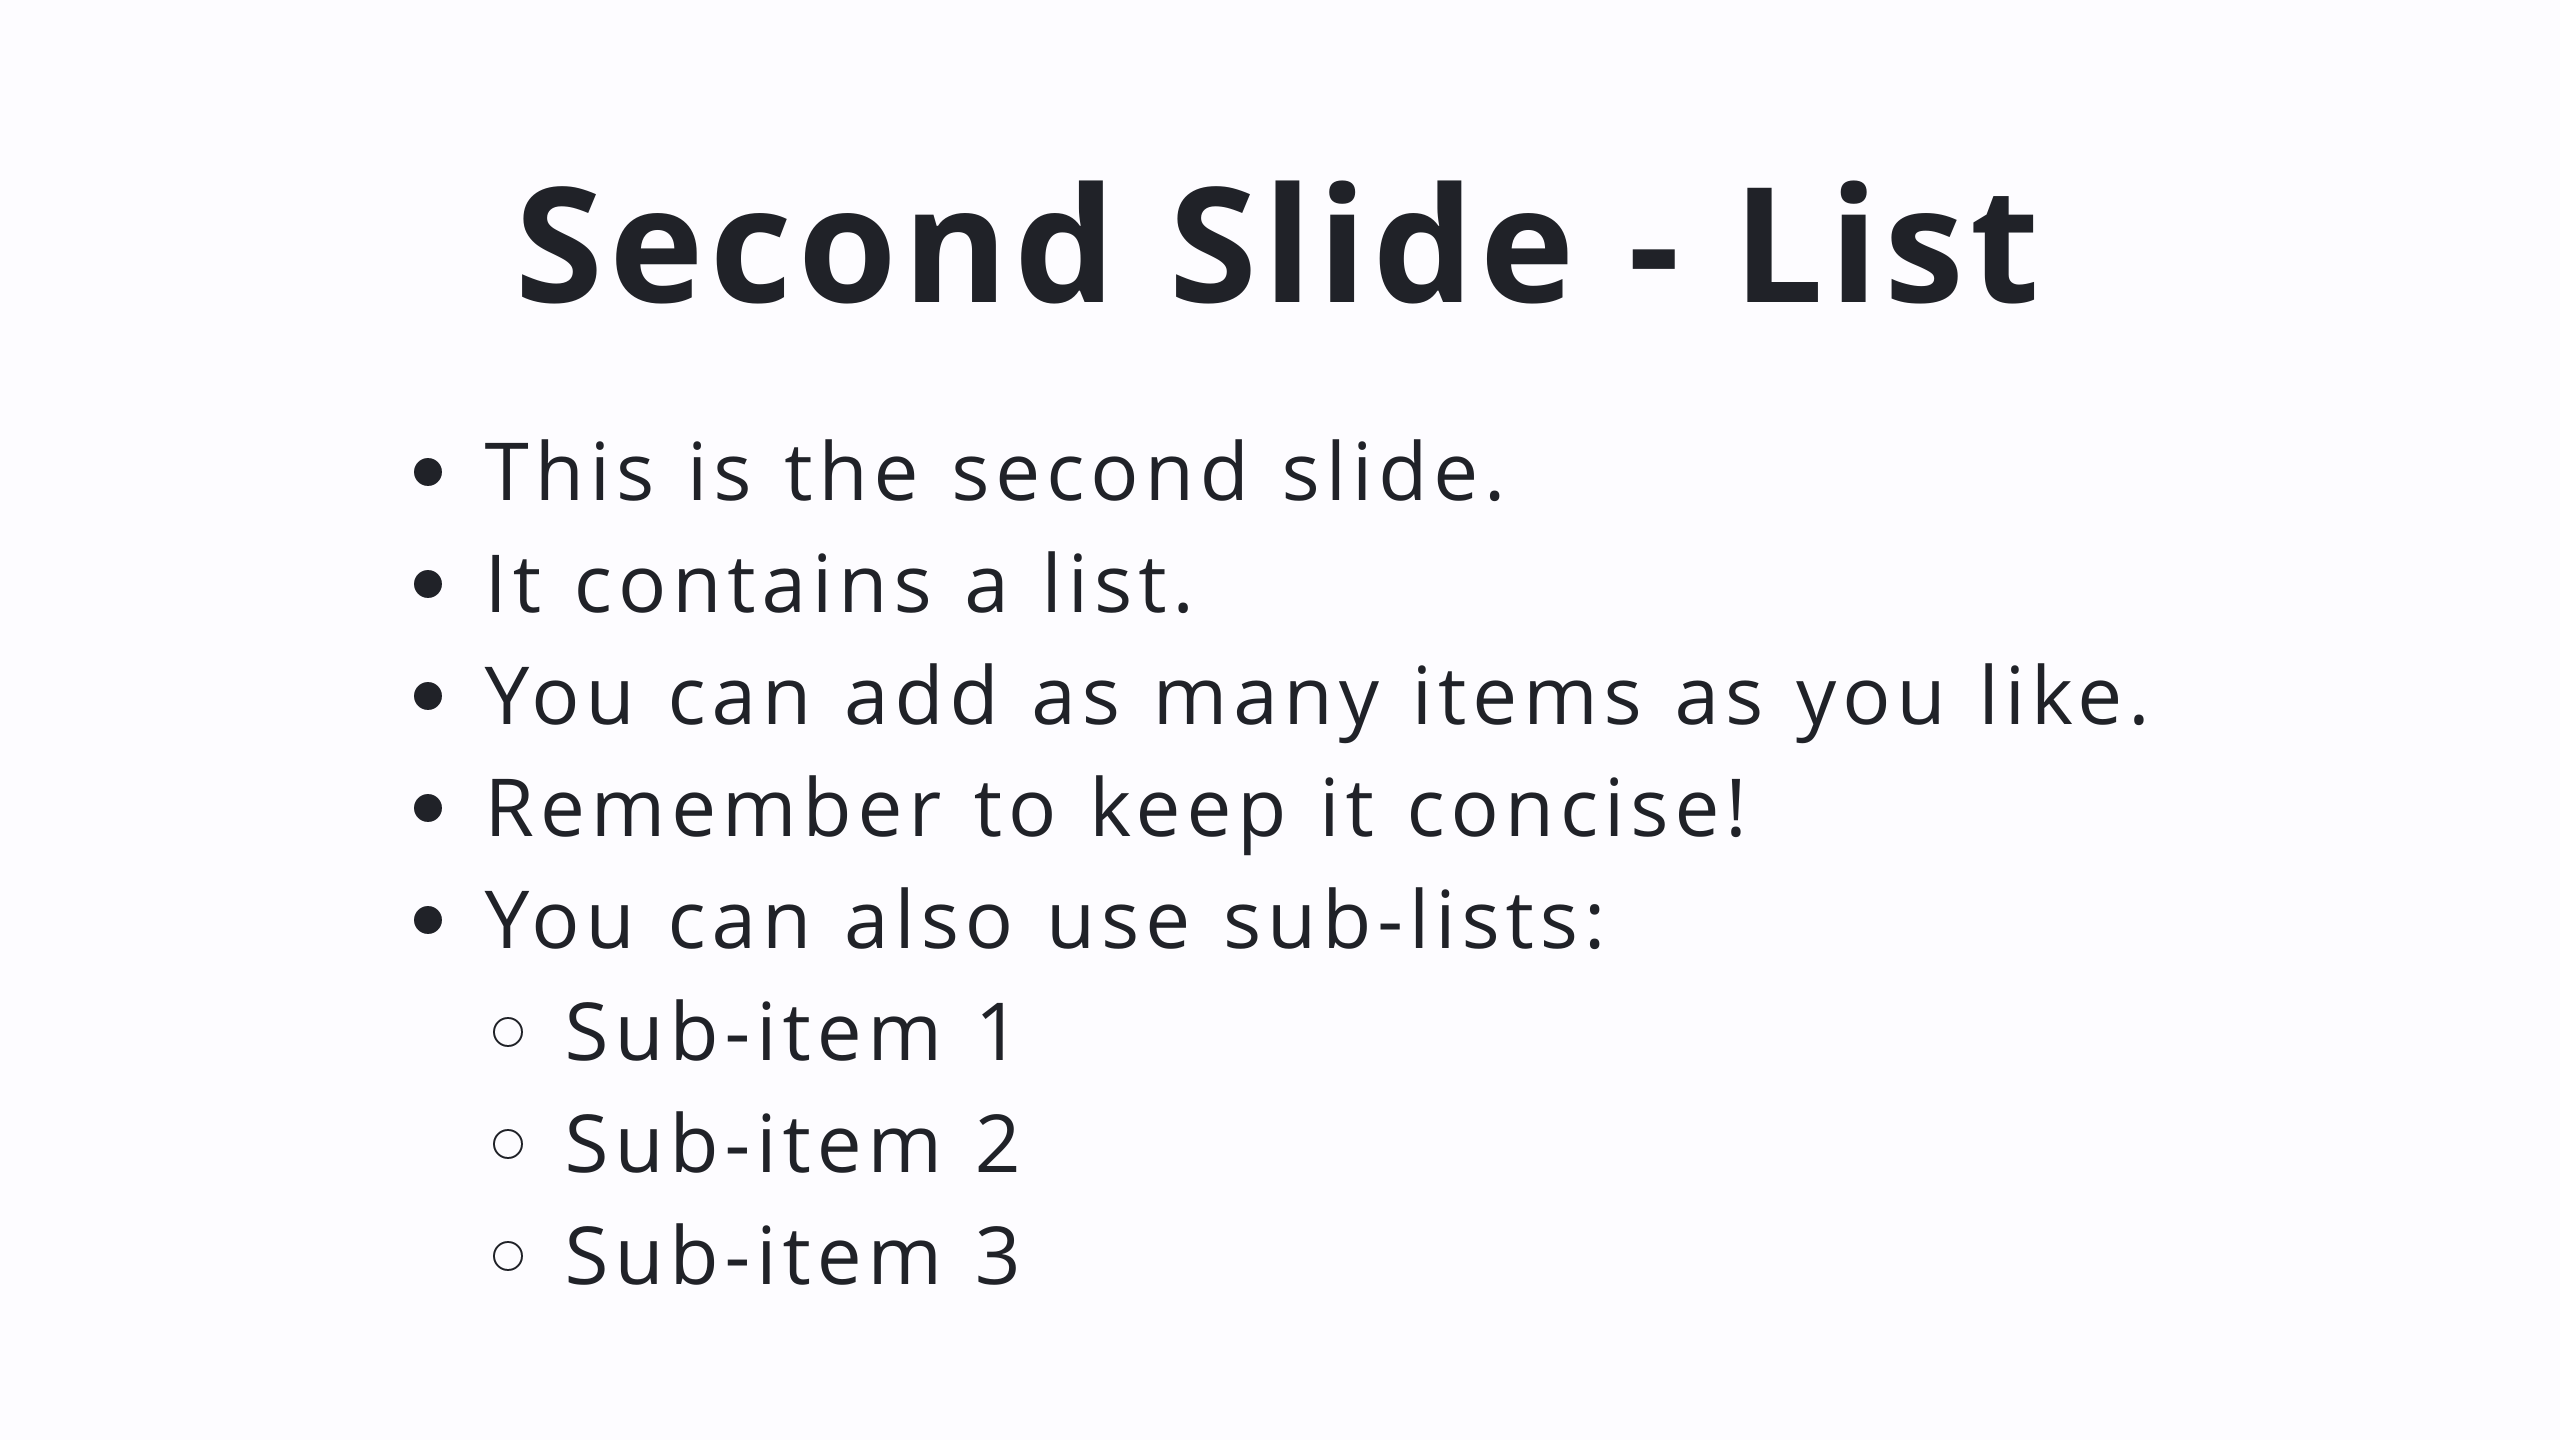 Second Slide - List
• This is the second slide.
• It contains a list.
• You can add as many items as you like.
• Remember to keep it concise!
• You can also use sub-lists:
○ Sub-item 1
○ Sub-item 2
○ Sub-item 3